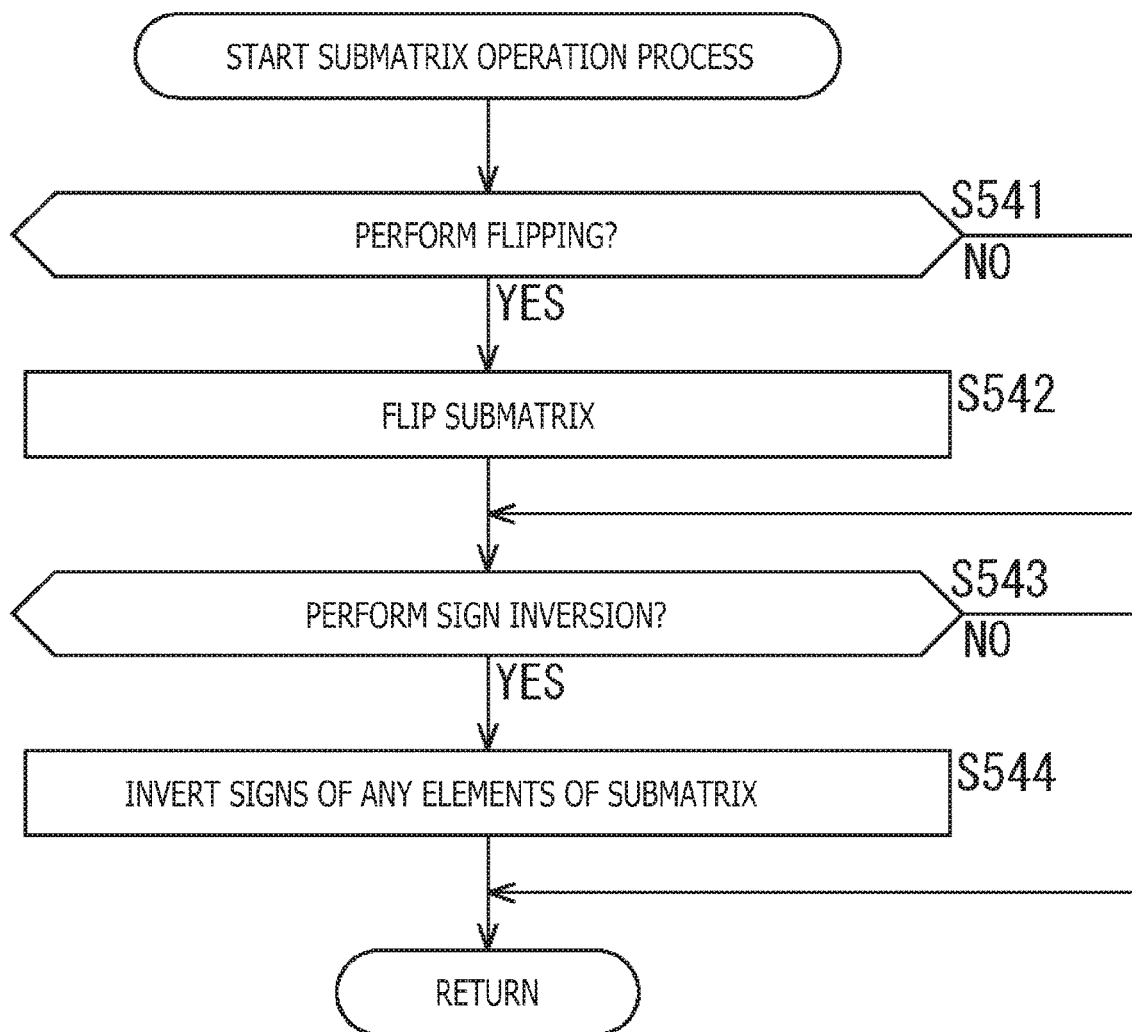 START SUBMATRIX OPERATION PROCESS
S541
PERFORM FLIPPING?
NO
YES
S542
FLIP SUBMATRIX
S543
PERFORM SIGN INVERSION?
NO
YES
S544
INVERT SIGNS OF ANY ELEMENTS OF SUBMATRIX
RETURN